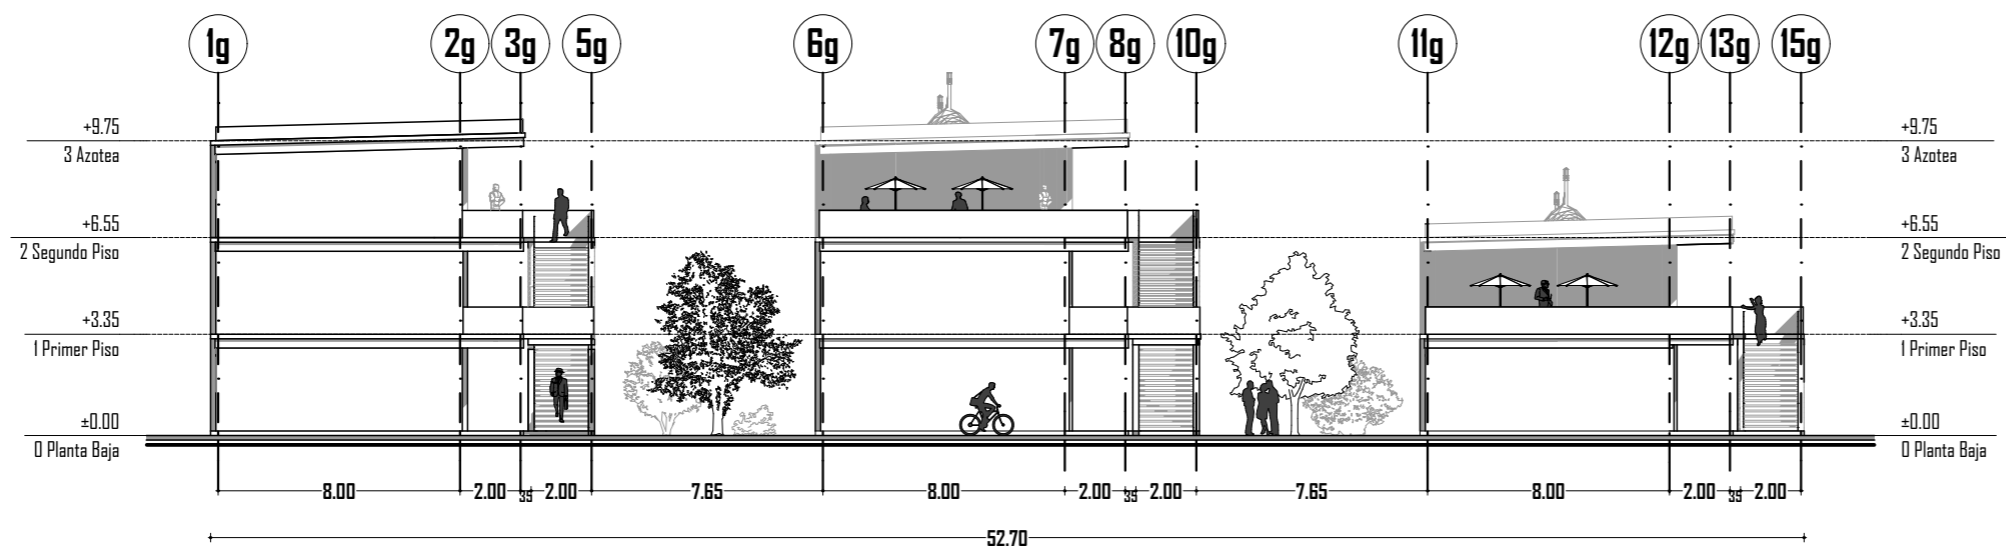 1g 2g 3g 5g 6g 7g 8g 10g 11g 12g 13g 15g
+9.75 +9.75
3 Azotea 3 Azotea
+6.55 +6.55
2 Segundo Piso 2 Segundo Piso
+3.35 +3.35
1 Primer Piso 1 Primer Piso
±0.00 ±0.00
0 Planta Baja 0 Planta Baja
8.00 2.00 35 2.00 7.65 8.00 2.00 35 2.00 7.65 8.00 2.00 35 2.00
52.70